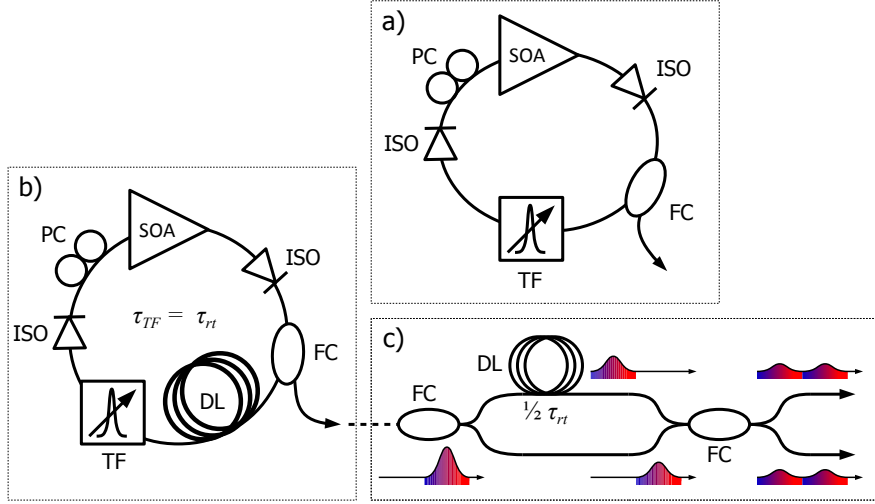 a)
PC
SOA
ISO
ISO
FC
TF
b)
PC
SOA
ISO
ISO
τTF = τrt
FC
DL
TF
c)
DL
FC
½ τrt
FC